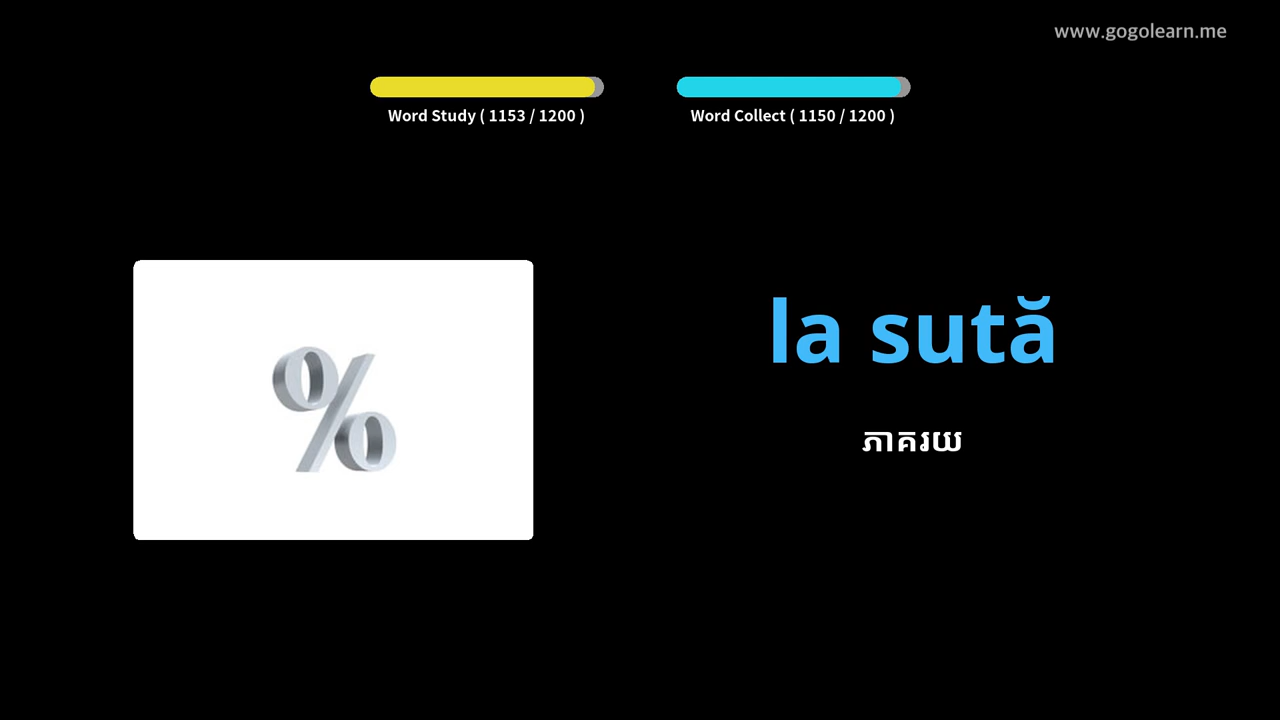 www.gogolearn.me
Word Study ( 1153 / 1200 )
Word Collect ( 1150 / 1200 )
%
la sută
ភាគរយ